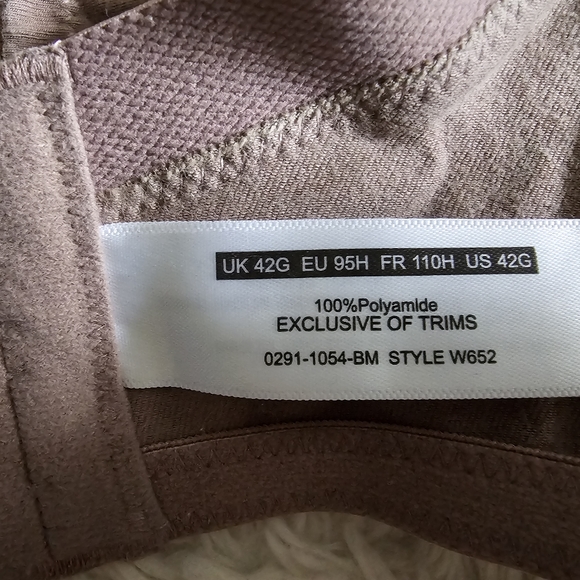 UK 42G EU 95H FR 110H US 42G
100%Polyamide
EXCLUSIVE OF TRIMS
0291-1054-BM STYLE W652